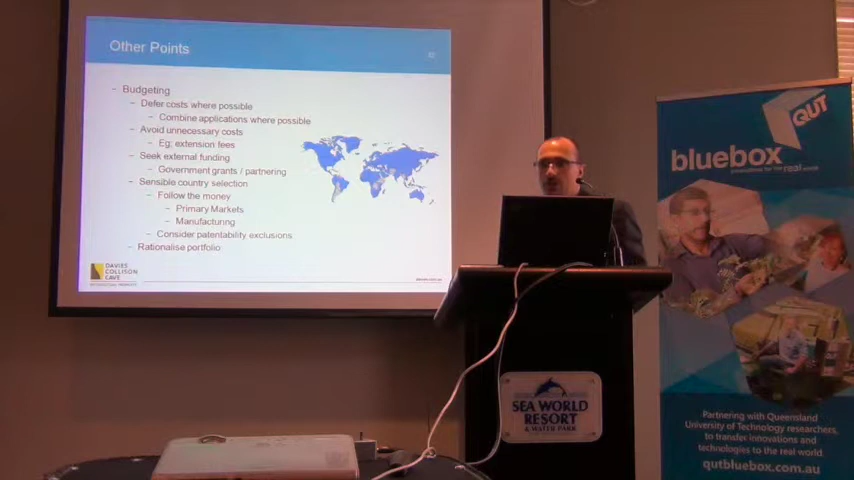 Other Points
– Budgeting
– Defer costs where possible
– Combine applications where possible
– Avoid unnecessary costs
– Eg: extension fees
– Seek external funding
– Government grants / partnering
– Sensible country selection
– Follow the money
– Primary Markets
– Manufacturing
– Consider patentability exclusions
– Rationalise portfolio
DAVIES
COLLISON
CAVE
SEA WORLD
RESORT
& WATER PARK
QUT
bluebox
Partnering with Queensland
University of Technology researchers,
to transfer innovations and
technologies to the real world.
qutbluebox.com.au